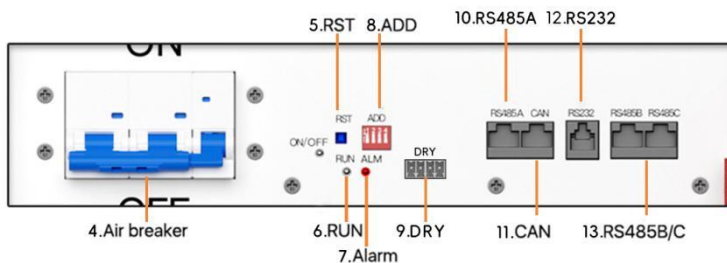 10.RS485A 12.RS232
5.RST 8.ADD
ON
RS485A CAN RS232 RS485B RS485C
RST ADD
ON/OFF
DRY
RUN ALM
OFF
4.Air breaker 6.RUN 9.DRY 11.CAN 13.RS485B/C
7.Alarm